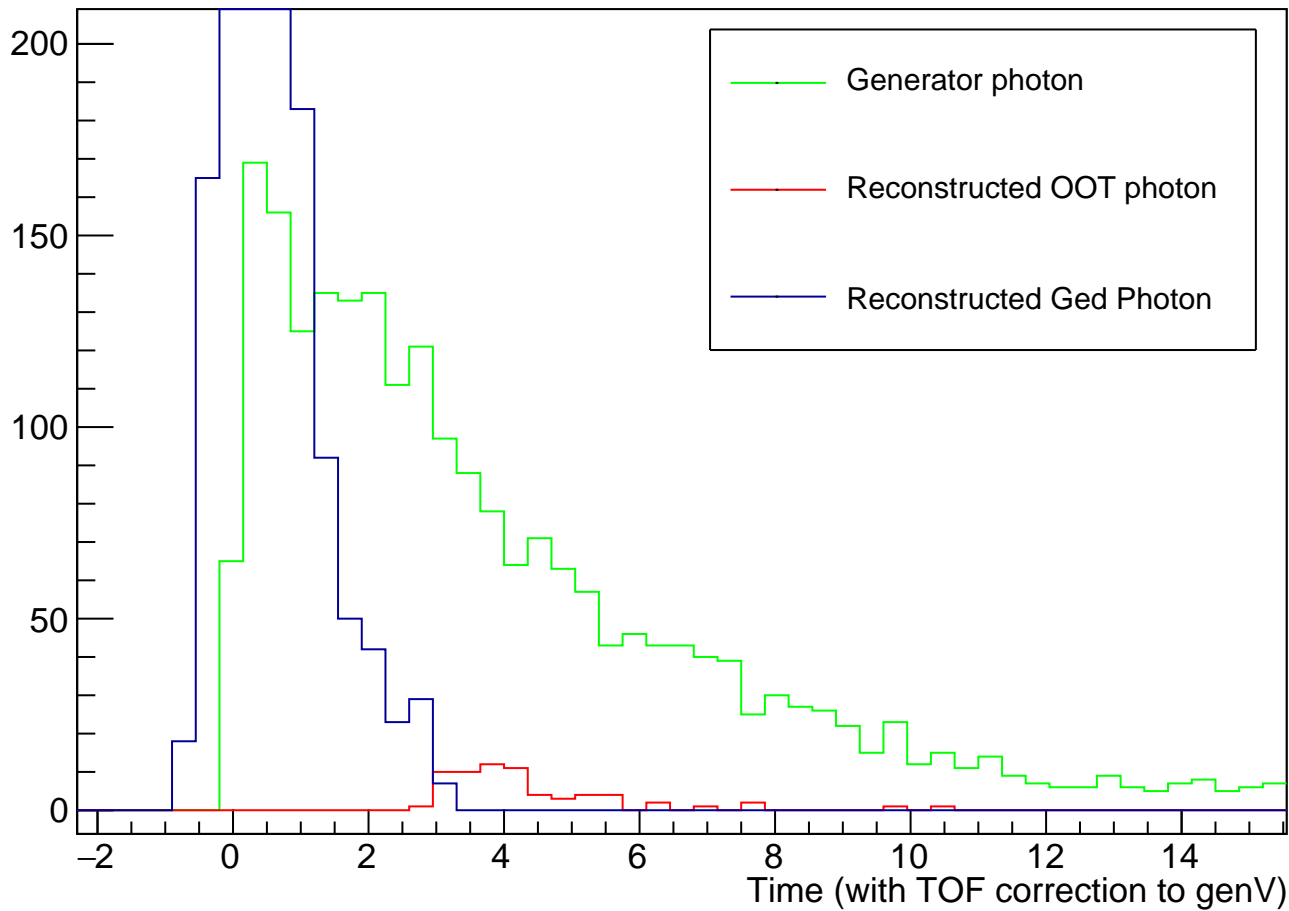 200
150
100
50
0
Generator photon
Reconstructed OOT photon
Reconstructed Ged Photon
−2 0 2 4 6 8 10 12 14
Time (with TOF correction to genV)